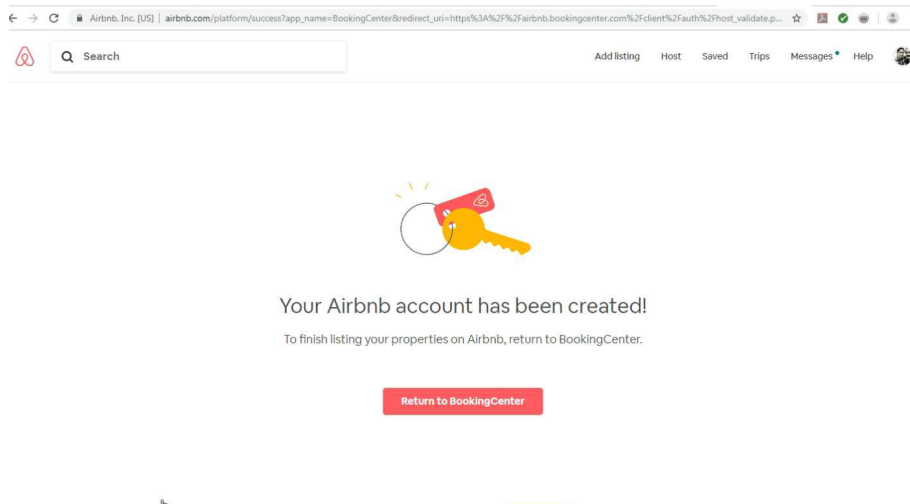 Airbnb, Inc. [US] | airbnb.com/platform/success?app_name=BookingCenter&redirect_uri=https%3A%2F%2Fairbnb.bookingcenter.com%2Fclient%2Fauth%2Fhost_validate.p...
Search
Add listing Host Saved Trips Messages Help
Your Airbnb account has been created!
To finish listing your properties on Airbnb, return to BookingCenter.
Return to BookingCenter